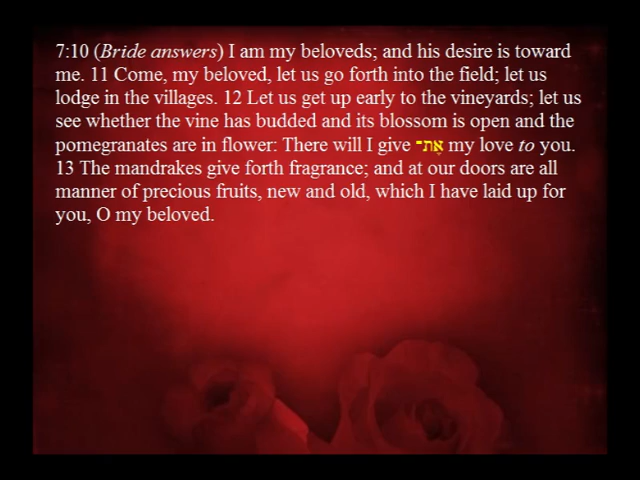 7:10 (Bride answers) I am my beloveds; and his desire is toward
me. 11 Come, my beloved, let us go forth into the field; let us
lodge in the villages. 12 Let us get up early to the vineyards; let us
see whether the vine has budded and its blossom is open and the
pomegranates are in flower: There will I give אֶת־ my love to you.
13 The mandrakes give forth fragrance; and at our doors are all
manner of precious fruits, new and old, which I have laid up for
you, O my beloved.